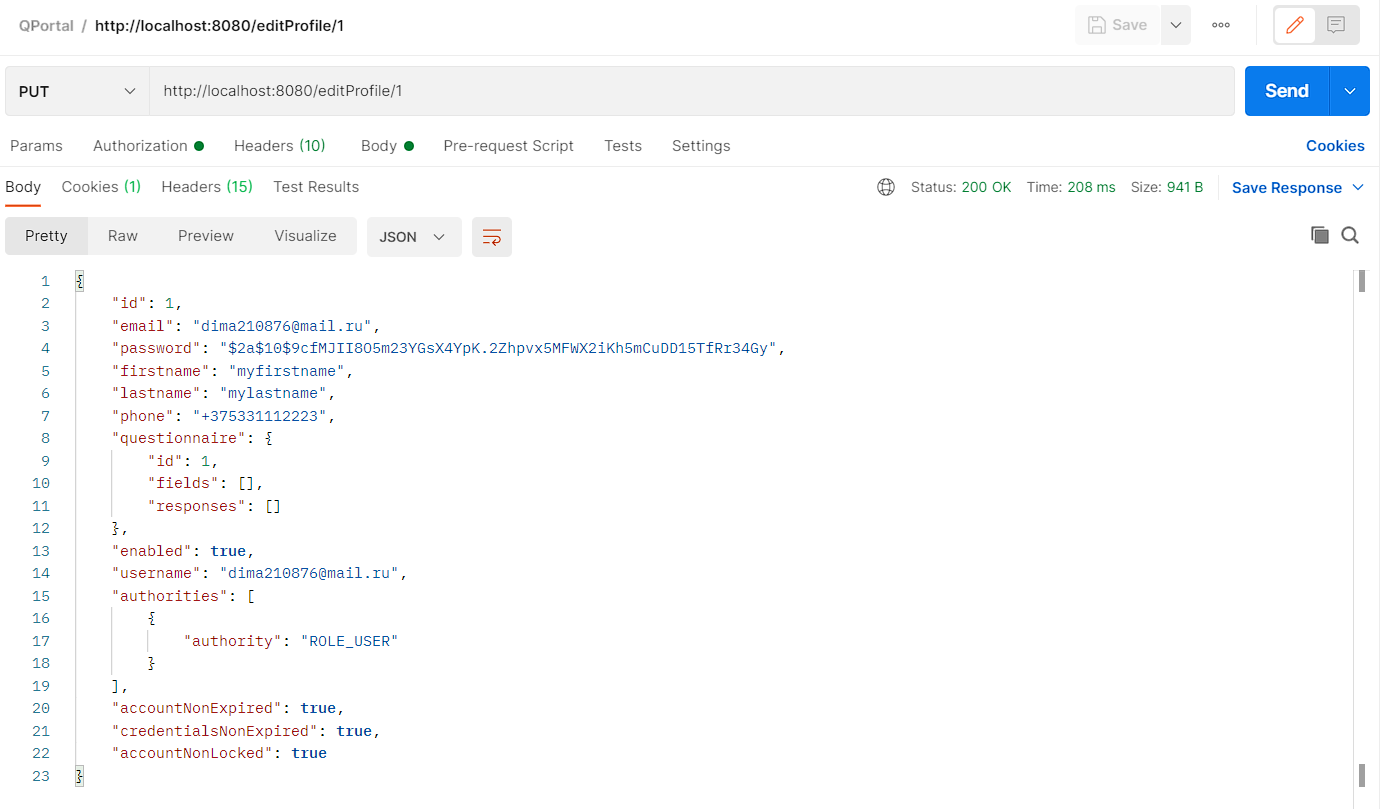 QPortal / http://localhost:8080/editProfile/1 Save
PUT http://localhost:8080/editProfile/1 Send
Params Authorization Headers (10) Body Pre-request Script Tests Settings Cookies
Body Cookies (1) Headers (15) Test Results Status: 200 OK Time: 208 ms Size: 941 B Save Response
Pretty Raw Preview Visualize JSON
1 {
2 "id": 1,
3 "email": "dima210876@mail.ru",
4 "password": "$2a$10$9cfMJII8O5m23YGsX4YpK.2Zhpvx5MFWX2iKh5mCuDD15TfRr34Gy",
5 "firstname": "myfirstname",
6 "lastname": "mylastname",
7 "phone": "+375331112223",
8 "questionnaire": {
9 "id": 1,
10 "fields": [],
11 "responses": []
12 },
13 "enabled": true,
14 "username": "dima210876@mail.ru",
15 "authorities": [
16 {
17 "authority": "ROLE_USER"
18 }
19 ],
20 "accountNonExpired": true,
21 "credentialsNonExpired": true,
22 "accountNonLocked": true
23 }